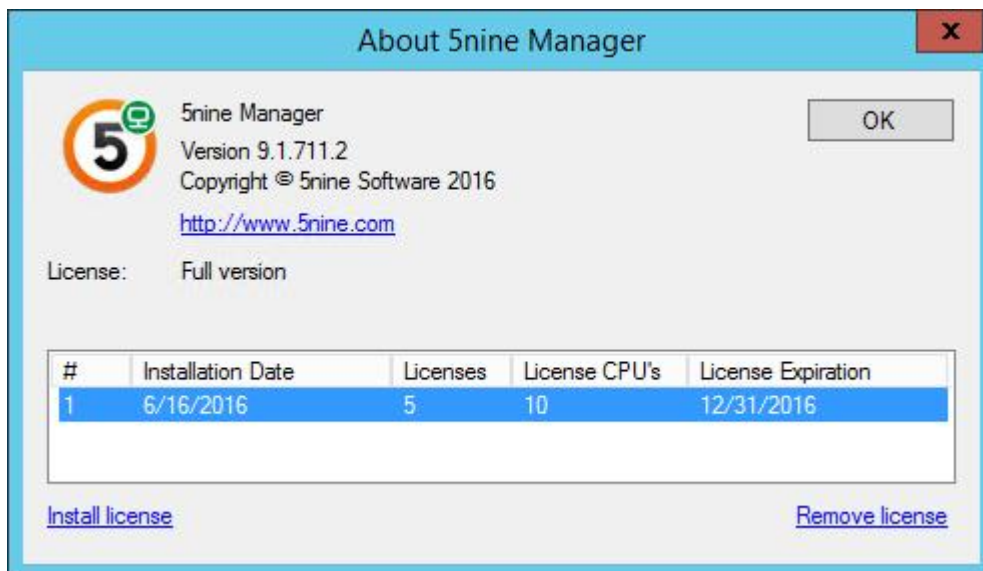 About 5nine Manager
x
5
5nine Manager
OK
Version 9.1.711.2
Copyright © 5nine Software 2016
http://www.5nine.com
License: Full version
# Installation Date Licenses License CPU's License Expiration
1 6/16/2016 5 10 12/31/2016
Install license Remove license